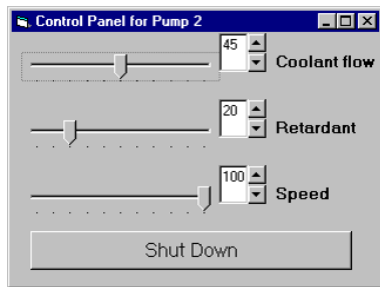 Control Panel for Pump 2
45
Coolant flow
20
Retardant
100
Speed
Shut Down